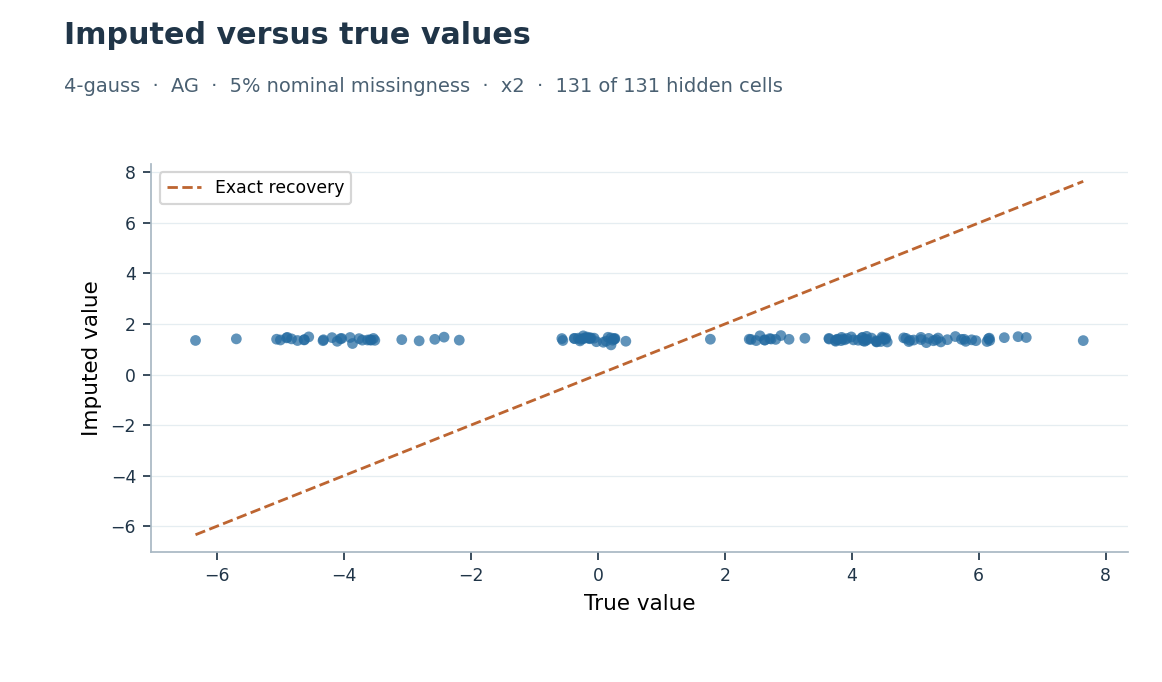 Imputed versus true values
4-gauss · AG · 5% nominal missingness · x2 · 131 of 131 hidden cells
Exact recovery
8
6
4
2
0
−2
−4
−6
Imputed value
−6 −4 −2 0 2 4 6 8
True value